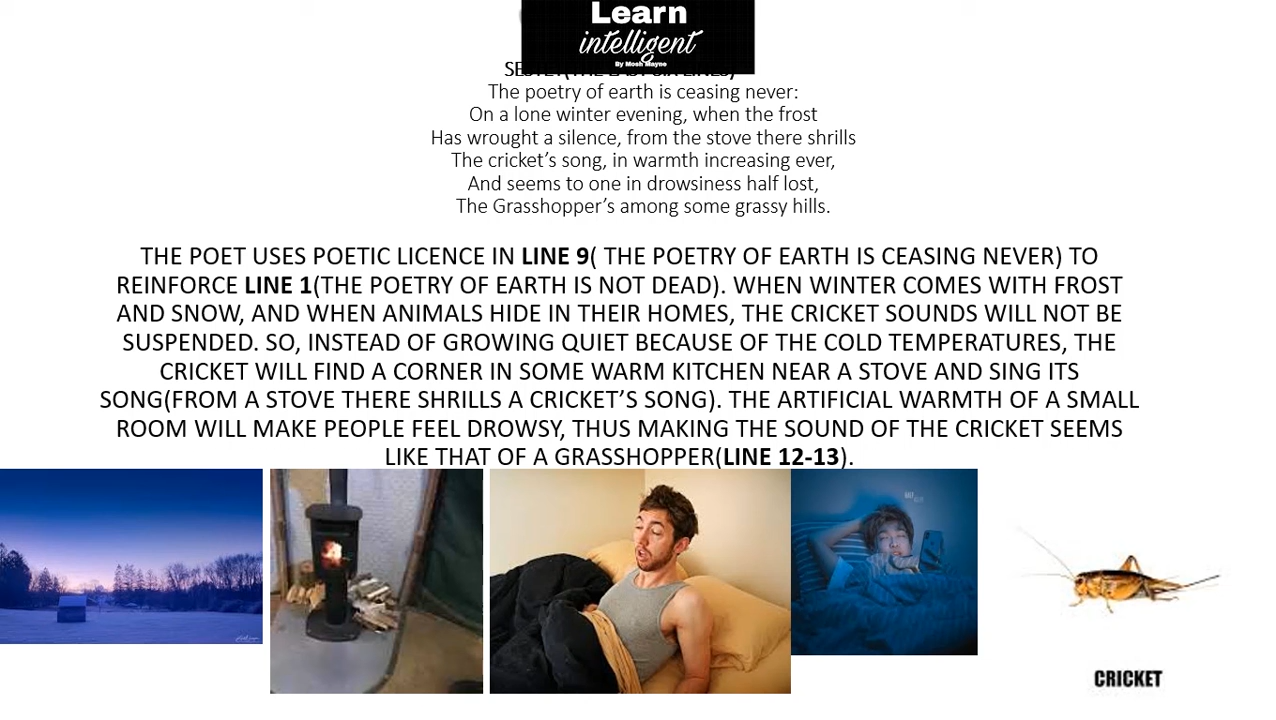 Learn
intelligent
By Mosh Mayne
The poetry of earth is ceasing never:
On a lone winter evening, when the frost
Has wrought a silence, from the stove there shrills
The cricket’s song, in warmth increasing ever,
And seems to one in drowsiness half lost,
The Grasshopper’s among some grassy hills.
THE POET USES POETIC LICENCE IN LINE 9( THE POETRY OF EARTH IS CEASING NEVER) TO
REINFORCE LINE 1(THE POETRY OF EARTH IS NOT DEAD). WHEN WINTER COMES WITH FROST
AND SNOW, AND WHEN ANIMALS HIDE IN THEIR HOMES, THE CRICKET SOUNDS WILL NOT BE
SUSPENDED. SO, INSTEAD OF GROWING QUIET BECAUSE OF THE COLD TEMPERATURES, THE
CRICKET WILL FIND A CORNER IN SOME WARM KITCHEN NEAR A STOVE AND SING ITS
SONG(FROM A STOVE THERE SHRILLS A CRICKET’S SONG). THE ARTIFICIAL WARMTH OF A SMALL
ROOM WILL MAKE PEOPLE FEEL DROWSY, THUS MAKING THE SOUND OF THE CRICKET SEEMS
LIKE THAT OF A GRASSHOPPER(LINE 12-13).
CRICKET